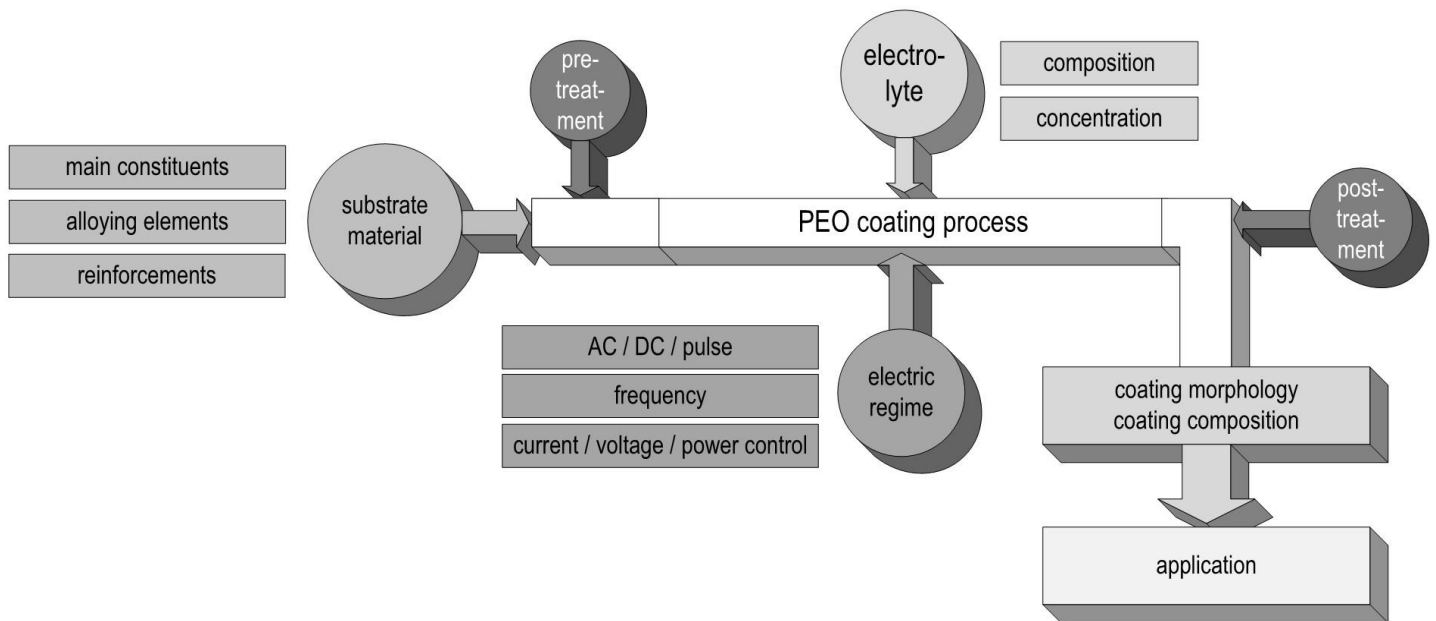 pre-
treat-
ment
electro-
lyte
composition
concentration
main constituents
alloying elements
reinforcements
substrate
material
PEO coating process
post-
treat-
ment
AC / DC / pulse
frequency
current / voltage / power control
electric
regime
coating morphology
coating composition
application